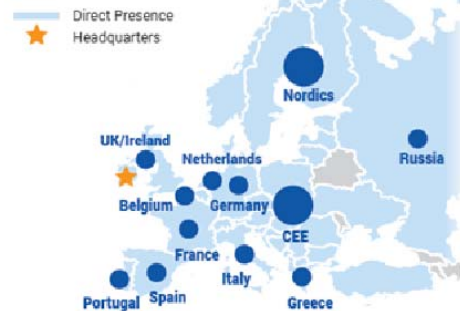 Direct Presence
Headquarters
Nordics
UK/Ireland
Russia
Netherlands
Belgium
Germany
CEE
France
Italy
Portugal
Spain
Greece